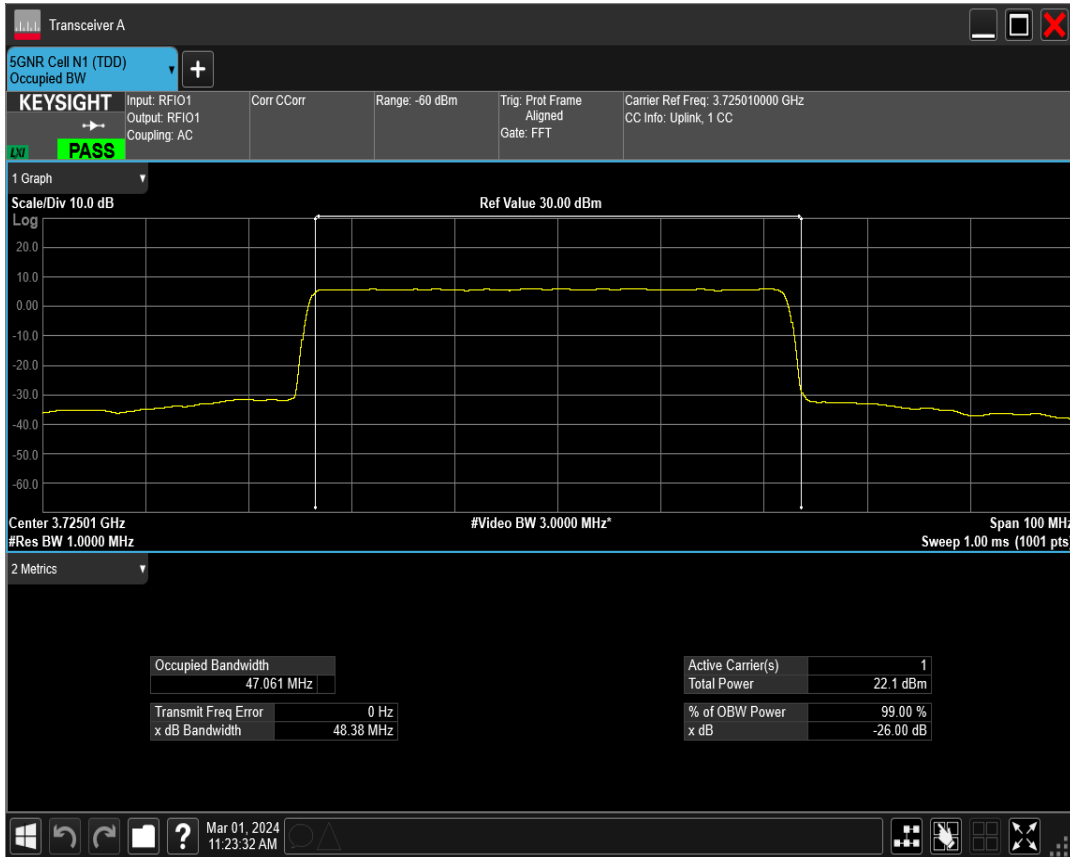 Transceiver A
5GNR Cell N1 (TDD)
Occupied BW
+
KEYSIGHT
LXI
PASS
Input: RFIO1
Output: RFIO1
Coupling: AC
Corr CCorr
Range: -60 dBm
Trig: Prot Frame
Aligned
Gate: FFT
Carrier Ref Freq: 3.725010000 GHz
CC Info: Uplink, 1 CC
1 Graph
Scale/Div 10.0 dB
Ref Value 30.00 dBm
Log
20.0
10.0
0.00
-10.0
-20.0
-30.0
-40.0
-50.0
-60.0
Center 3.72501 GHz
#Video BW 3.0000 MHz*
Span 100 MHz
#Res BW 1.0000 MHz
Sweep 1.00 ms (1001 pts)
2 Metrics
Occupied Bandwidth
47.061 MHz
Transmit Freq Error 0 Hz
x dB Bandwidth 48.38 MHz
Active Carrier(s) 1
Total Power 22.1 dBm
% of OBW Power 99.00 %
x dB -26.00 dB
?
Mar 01, 2024
11:23:32 AM